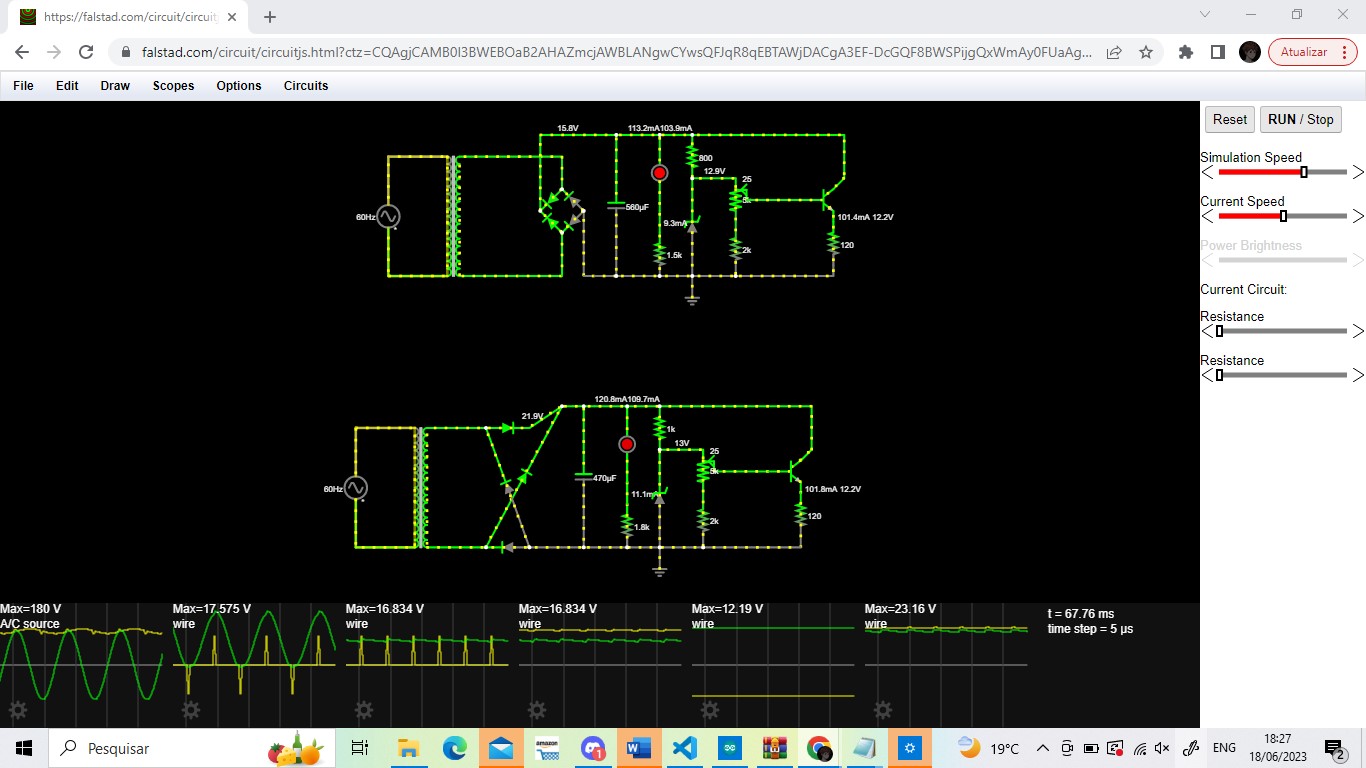 https://falstad.com/circuit/circuit
falstad.com/circuit/circuitjs.html?ctz=CQAgjCAMB0l3BWEBOaB2AHAZmcjAWBLANgwCYwsQFJqR8qEBTAWjDACgA3EF-DcGQF8BWSPijgQxWmAy0FUaAg...
Atualizar
File Edit Draw Scopes Options Circuits
Reset RUN / Stop
Simulation Speed
Current Speed
Power Brightness
Current Circuit:
Resistance
Resistance
15.8V 113.2mA103.9mA
800
12.9V
25
5k
60Hz
560µF
9.3mA
101.4mA 12.2V
1.5k
2k
120
120.8mA109.7mA
21.9V
1k
13V
25
5k
60Hz
470µF
11.1m
101.8mA 12.2V
1.8k
2k
120
Max=180 V
A/C source
Max=17.575 V
wire
Max=16.834 V
wire
Max=16.834 V
wire
Max=12.19 V
wire
Max=23.16 V
wire
t = 67.76 ms
time step = 5 µs
Pesquisar
amazon
1
19°C
ENG
18:27
18/06/2023
2